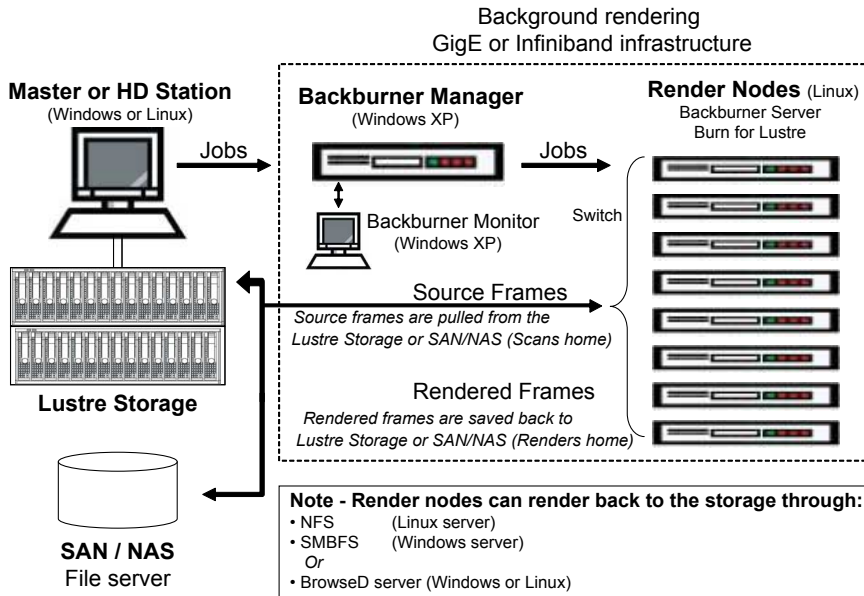 Background rendering
GigE or Infiniband infrastructure
Master or HD Station
(Windows or Linux)
Jobs
Backburner Manager
(Windows XP)
Jobs
Render Nodes (Linux)
Backburner Server
Burn for Lustre
Switch
Backburner Monitor
(Windows XP)
Source Frames
Source frames are pulled from the
Lustre Storage or SAN/NAS (Scans home)
Lustre Storage
Rendered Frames
Rendered frames are saved back to
Lustre Storage or SAN/NAS (Renders home)
SAN / NAS
File server
Note - Render nodes can render back to the storage through:
• NFS (Linux server)
• SMBFS (Windows server)
Or
• BrowseD server (Windows or Linux)